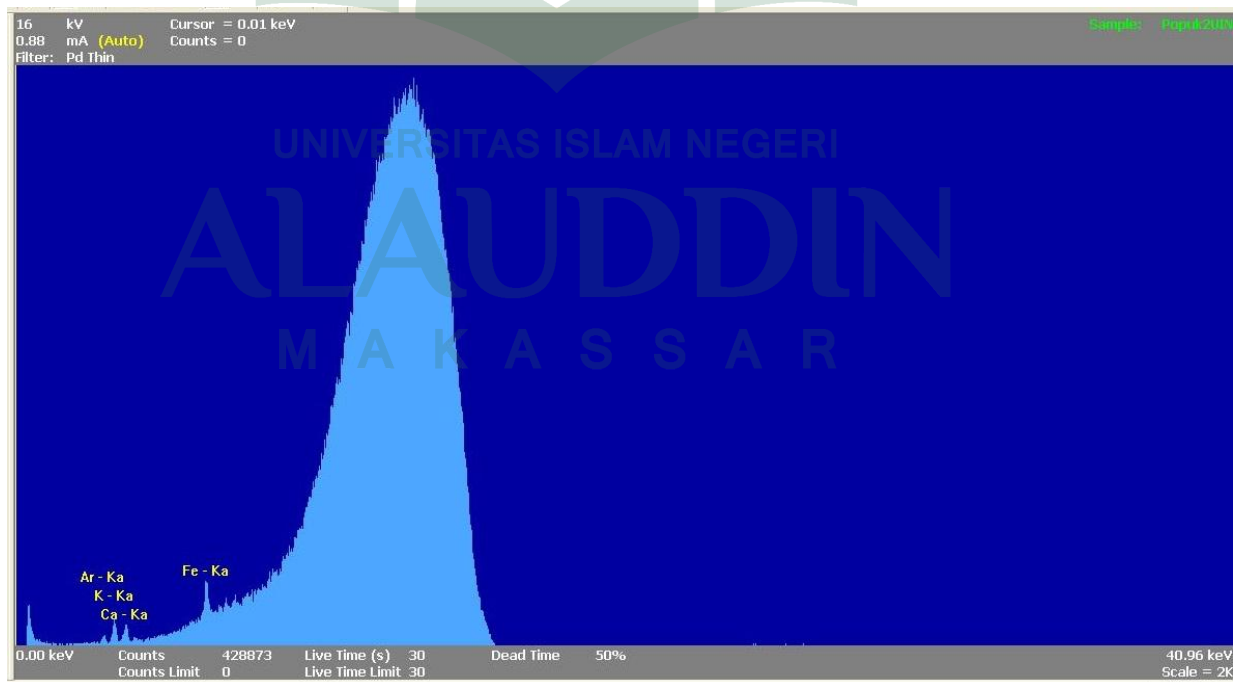 16 kV Cursor = 0.01 keV Sample: Popuk2UIN
0.88 mA (Auto) Counts = 0
Filter: Pd Thin
UNIVERSITAS ISLAM NEGERI
ALAUDDIN
MAKASSAR
Ar - Ka
Fe - Ka
K - Ka
Ca - Ka
0.00 keV Counts 428873 Live Time (s) 30 Dead Time 50% 40.96 keV
Counts Limit 0 Live Time Limit 30 Scale = 2K